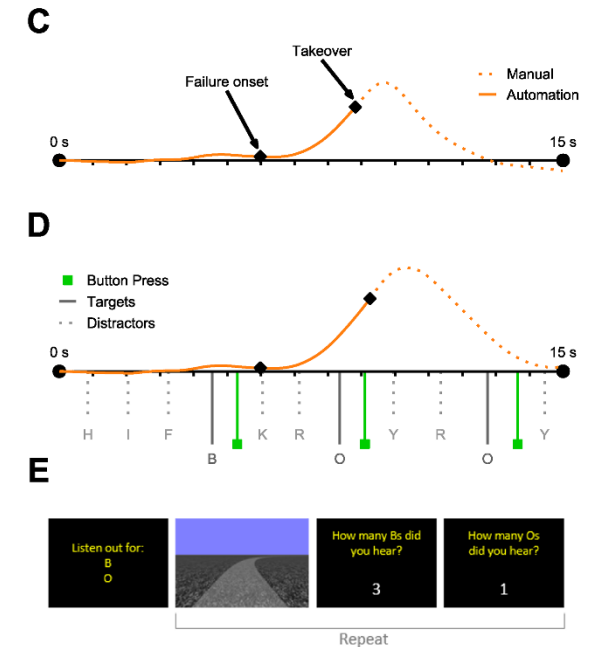 C
Takeover
Failure onset
Manual
Automation
0 s
15 s
D
Button Press
Targets
Distractors
0 s
15 s
H I F K R Y R Y
B O O
E
Listen out for:
B
O
How many Bs did
you hear?
3
How many Os
did you hear?
1
Repeat